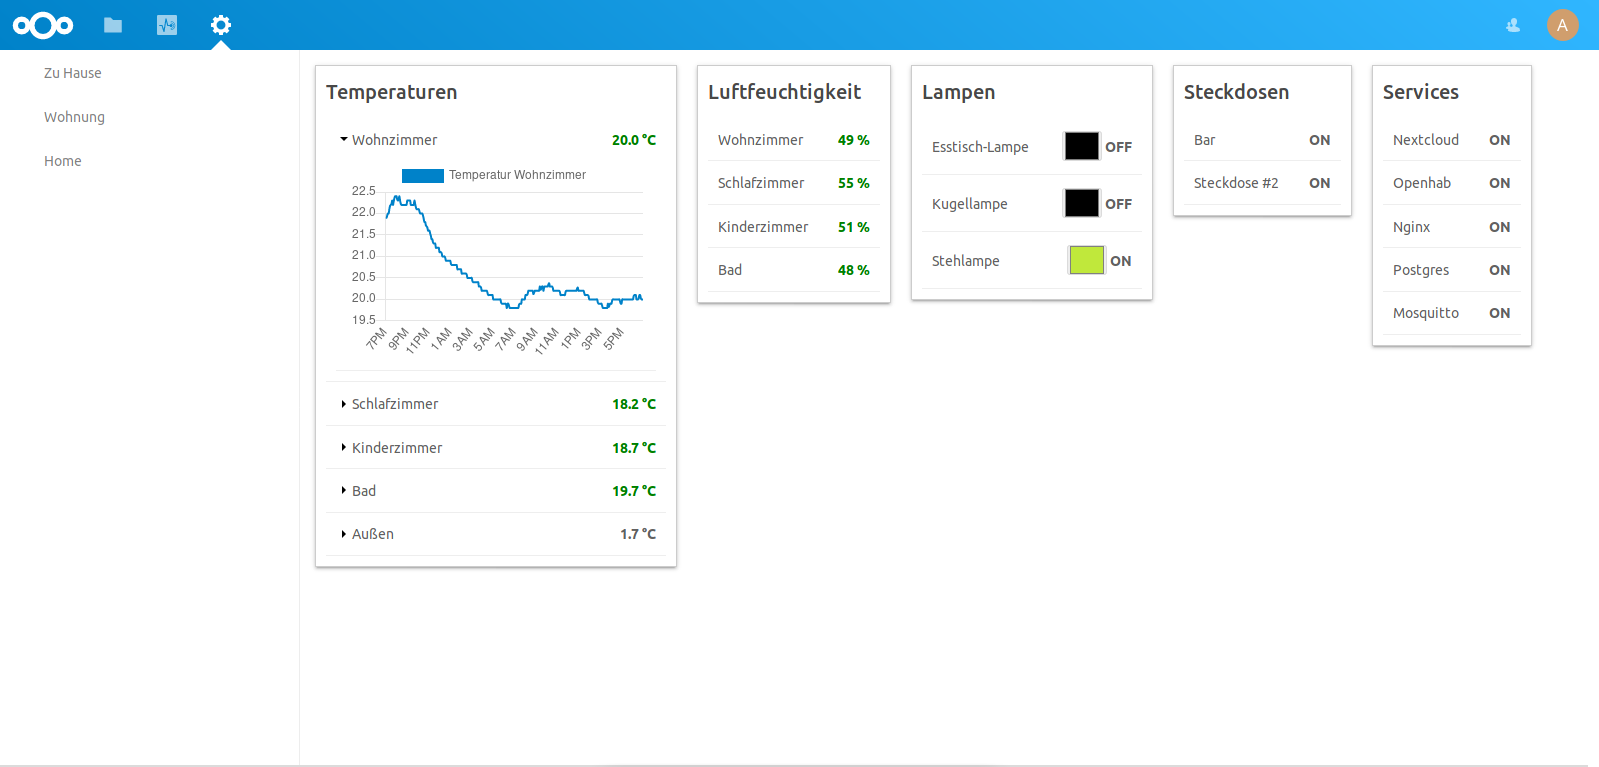 A
Zu Hause
Wohnung
Home
Temperaturen
Wohnzimmer 20.0 °C
Temperatur Wohnzimmer
22.5
22.0
21.5
21.0
20.5
20.0
19.5
7PM 9PM 11PM 1AM 3AM 5AM 7AM 9AM 11AM 1PM 3PM 5PM
Schlafzimmer 18.2 °C
Kinderzimmer 18.7 °C
Bad 19.7 °C
Außen 1.7 °C
Luftfeuchtigkeit
Wohnzimmer 49 %
Schlafzimmer 55 %
Kinderzimmer 51 %
Bad 48 %
Lampen
Esstisch-Lampe OFF
Kugellampe OFF
Stehlampe ON
Steckdosen
Bar ON
Steckdose #2 ON
Services
Nextcloud ON
Openhab ON
Nginx ON
Postgres ON
Mosquitto ON